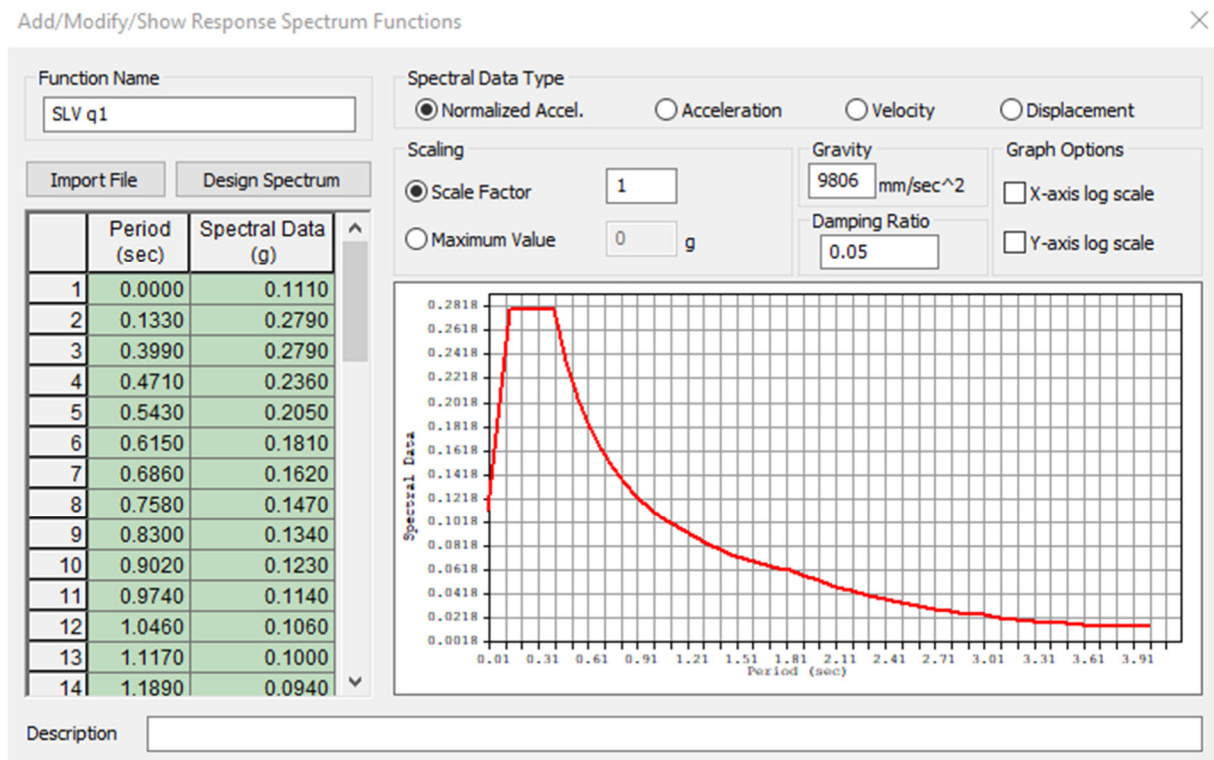 Add/Modify/Show Response Spectrum Functions
Function Name
SLV q1
Import File
Design Spectrum
Period (sec) Spectral Data (g)
1 0.0000 0.1110
2 0.1330 0.2790
3 0.3990 0.2790
4 0.4710 0.2360
5 0.5430 0.2050
6 0.6150 0.1810
7 0.6860 0.1620
8 0.7580 0.1470
9 0.8300 0.1340
10 0.9020 0.1230
11 0.9740 0.1140
12 1.0460 0.1060
13 1.1170 0.1000
14 1.1890 0.0940
Spectral Data Type
Normalized Accel. Acceleration Velocity Displacement
Scaling
Scale Factor 1
Maximum Value 0 g
Gravity
9806 mm/sec^2
Damping Ratio
0.05
Graph Options
X-axis log scale
Y-axis log scale
0.2818
0.2618
0.2418
0.2218
0.2018
0.1818
0.1618
0.1418
0.1218
0.1018
0.0818
0.0618
0.0418
0.0218
0.0018
Spectral Data
0.01 0.31 0.61 0.91 1.21 1.51 1.81 2.11 2.41 2.71 3.01 3.31 3.61 3.91
Period (sec)
Description